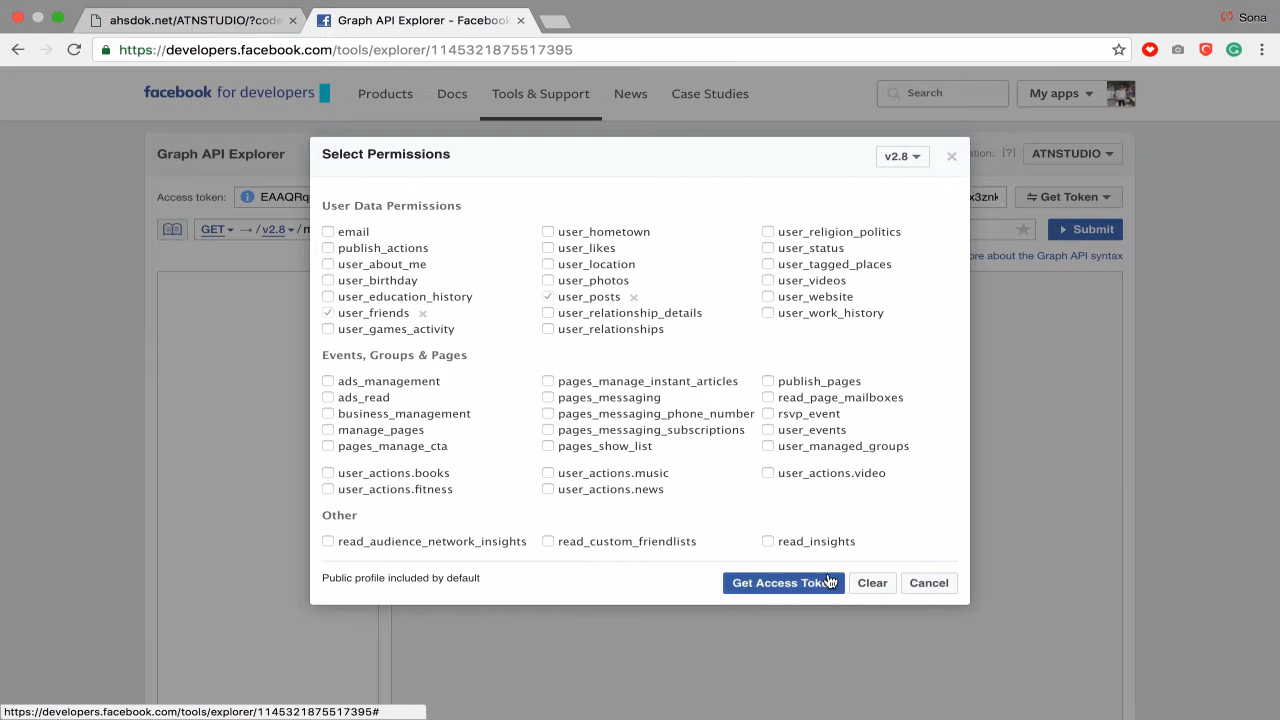 ahsdok.net/ATNSTUDIO/?code
Graph API Explorer - Facebook
Sona
https://developers.facebook.com/tools/explorer/1145321875517395
facebook for developers
Products
Docs
Tools & Support
News
Case Studies
Search
My apps
Graph API Explorer
Select Permissions
v2.8
[?]
ATNSTUDIO
Access token:
Get Token
GET
→
/ v2.8
Submit
more about the Graph API syntax
User Data Permissions
email
user_hometown
user_religion_politics
publish_actions
user_likes
user_status
user_about_me
user_location
user_tagged_places
user_birthday
user_photos
user_videos
user_education_history
user_posts
user_website
user_friends
user_relationship_details
user_work_history
user_games_activity
user_relationships
Events, Groups & Pages
ads_management
pages_manage_instant_articles
publish_pages
ads_read
pages_messaging
read_page_mailboxes
business_management
pages_messaging_phone_number
rsvp_event
manage_pages
pages_messaging_subscriptions
user_events
pages_manage_cta
pages_show_list
user_managed_groups
user_actions.books
user_actions.music
user_actions.video
user_actions.fitness
user_actions.news
Other
read_audience_network_insights
read_custom_friendlists
read_insights
Public profile included by default
Get Access Token
Clear
Cancel
https://developers.facebook.com/tools/explorer/1145321875517395#